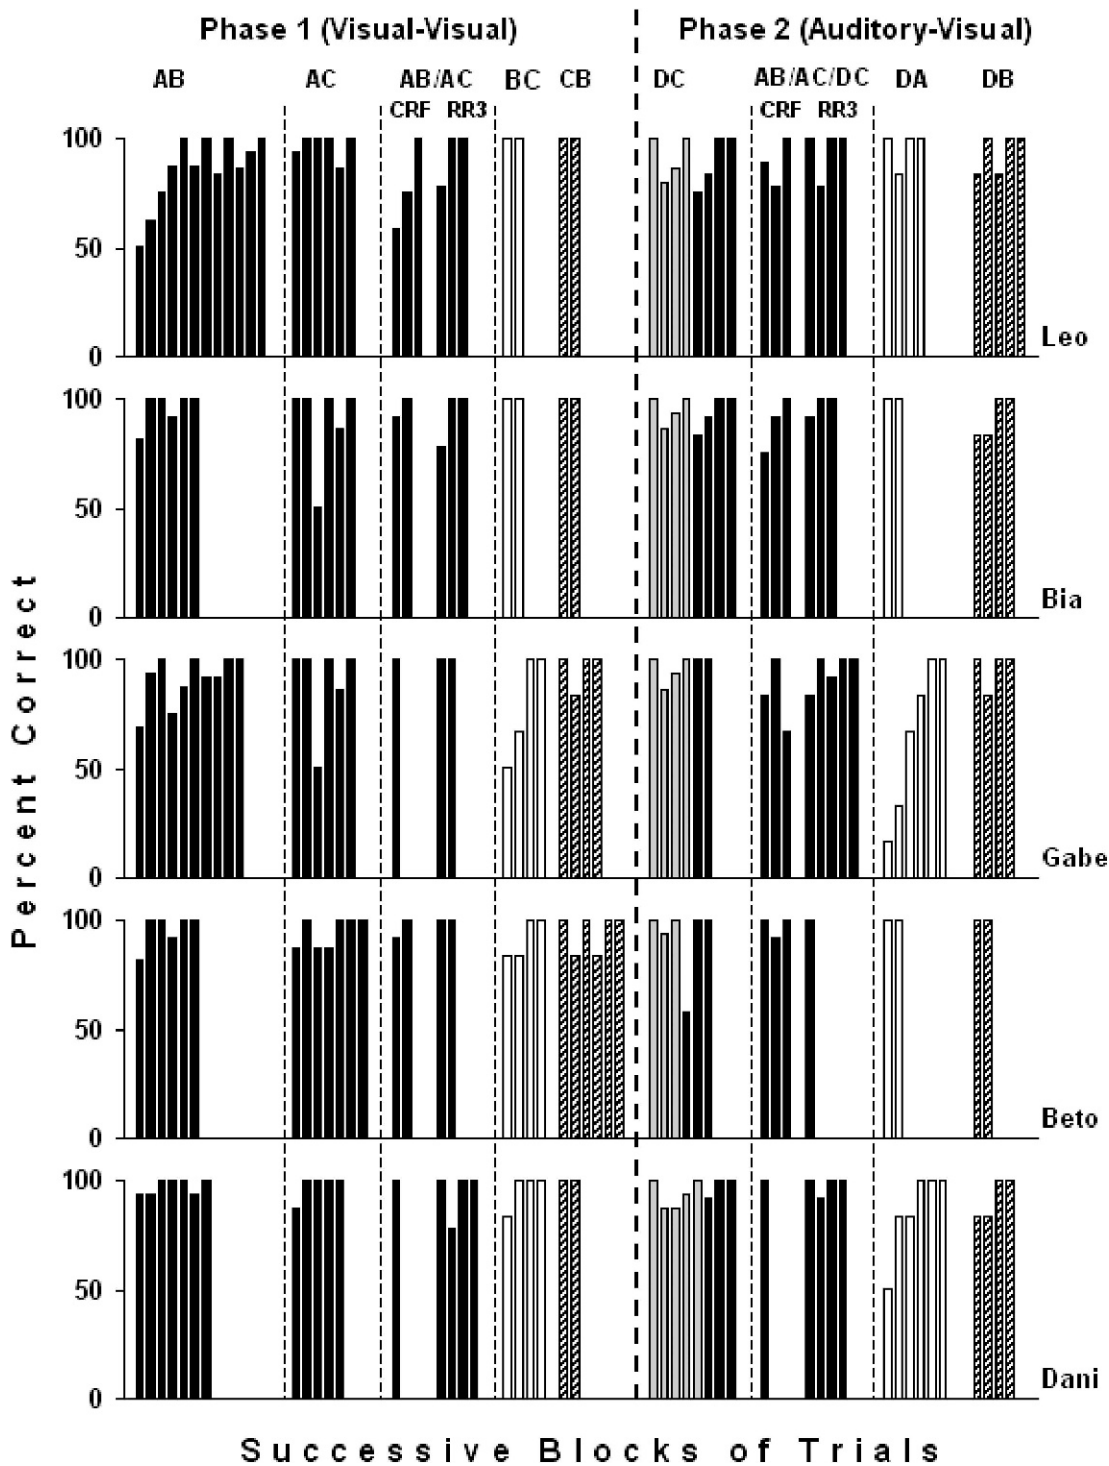 Phase 1 (Visual-Visual) Phase 2 (Auditory-Visual)
AB AC AB/AC BC CB DC AB/AC/DC DA DB
CRF RR3 CRF RR3
100
50
0
Leo
100
50
0
Bia
100
50
0
Gabe
100
50
0
Beto
100
50
0
Dani
Percent Correct
Successive Blocks of Trials